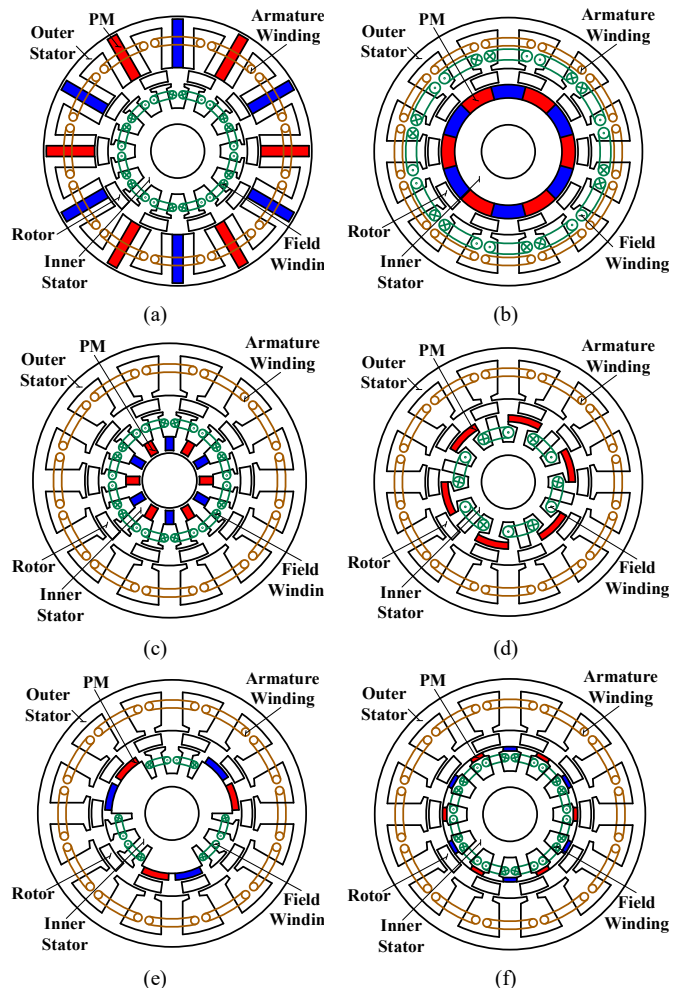 PM
Armature
Winding
Outer
Stator
Rotor
Inner
Stator
Field
Windin
(a)
PM
Armature
Winding
Outer
Stator
Rotor
Inner
Stator
Field
Winding
(b)
PM
Armature
Winding
Outer
Stator
Rotor
Inner
Stator
Field
Windin
(c)
PM
Armature
Winding
Outer
Stator
Rotor
Inner
Stator
Field
Winding
(d)
PM
Armature
Winding
Outer
Stator
Rotor
Inner
Stator
Field
Windin
(e)
PM
Armature
Winding
Outer
Stator
Rotor
Inner
Stator
Field
Winding
(f)